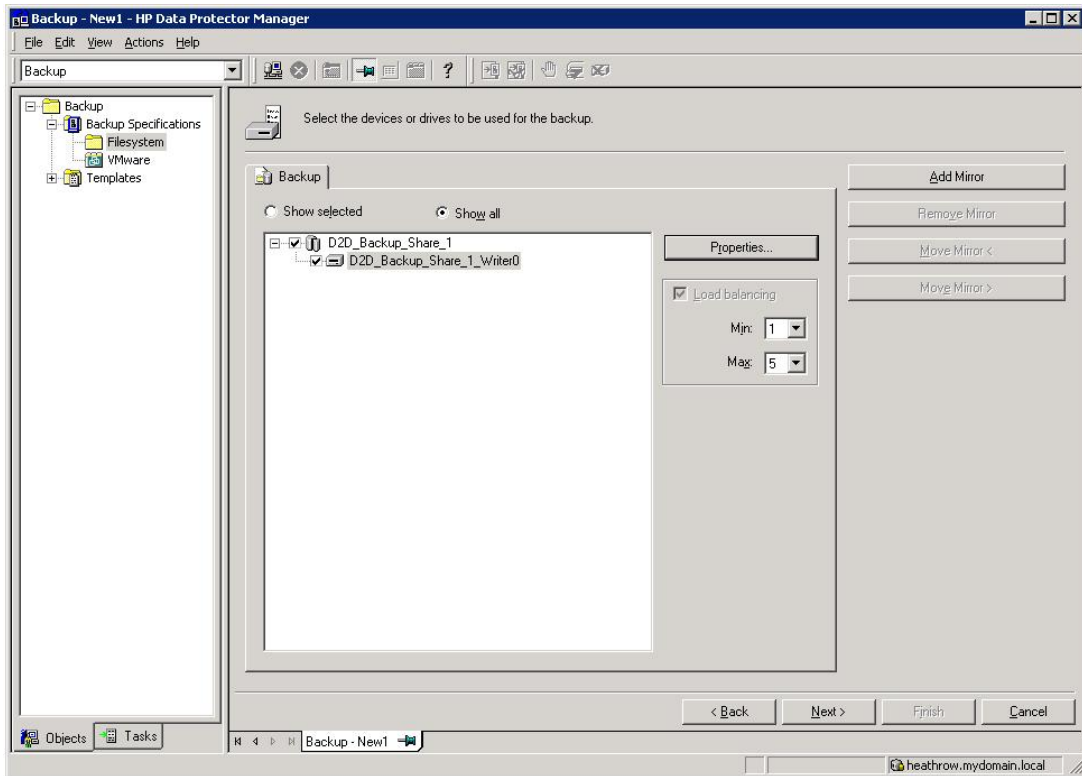 Backup - New1 - HP Data Protector Manager
File Edit View Actions Help
Backup
?
Backup
Backup Specifications
Filesystem
VMware
Templates
Select the devices or drives to be used for the backup.
Backup
Show selected
Show all
D2D_Backup_Share_1
D2D_Backup_Share_1_Writer0
Properties...
Load balancing
Min: 1
Max: 5
Add Mirror
Remove Mirror
Move Mirror <
Move Mirror >
< Back
Next >
Finish
Cancel
Objects
Tasks
Backup - New1
heathrow.mydomain.local